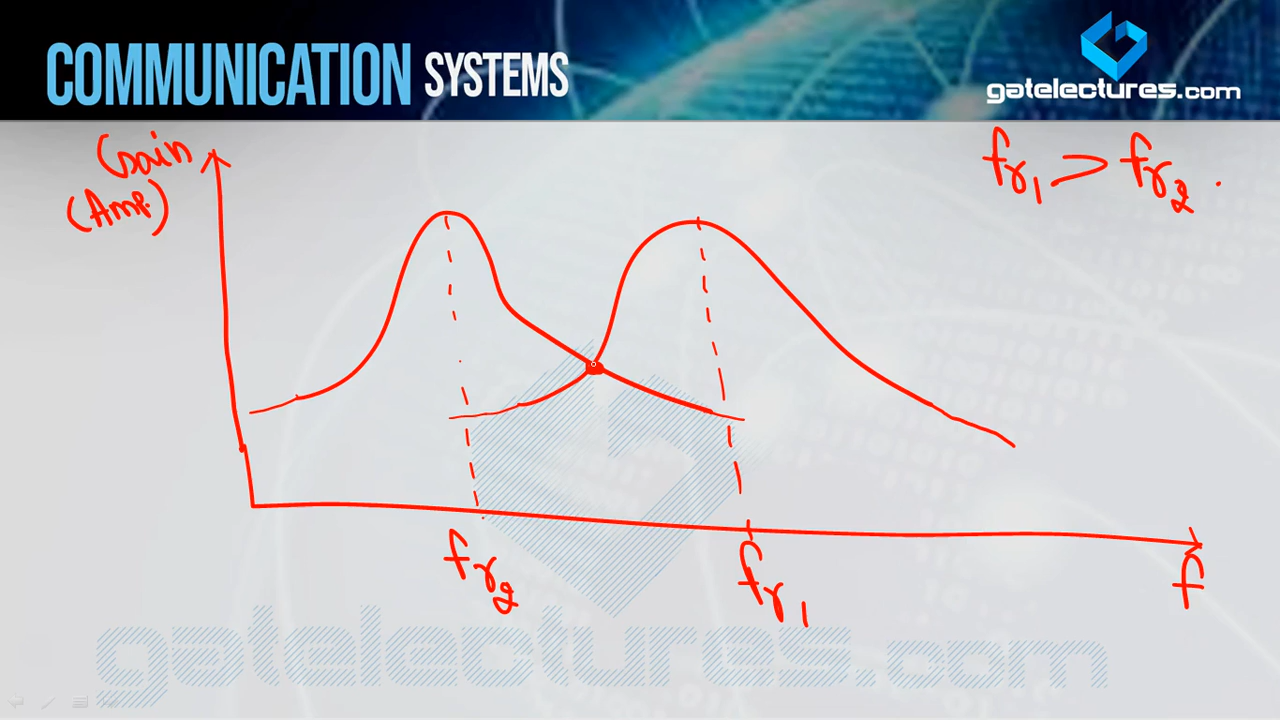 COMMUNICATION SYSTEMS
gatelectures.com
Gain
(Amp.)
fr1 > fr2
fr2
fr1
f
gatelectures.com